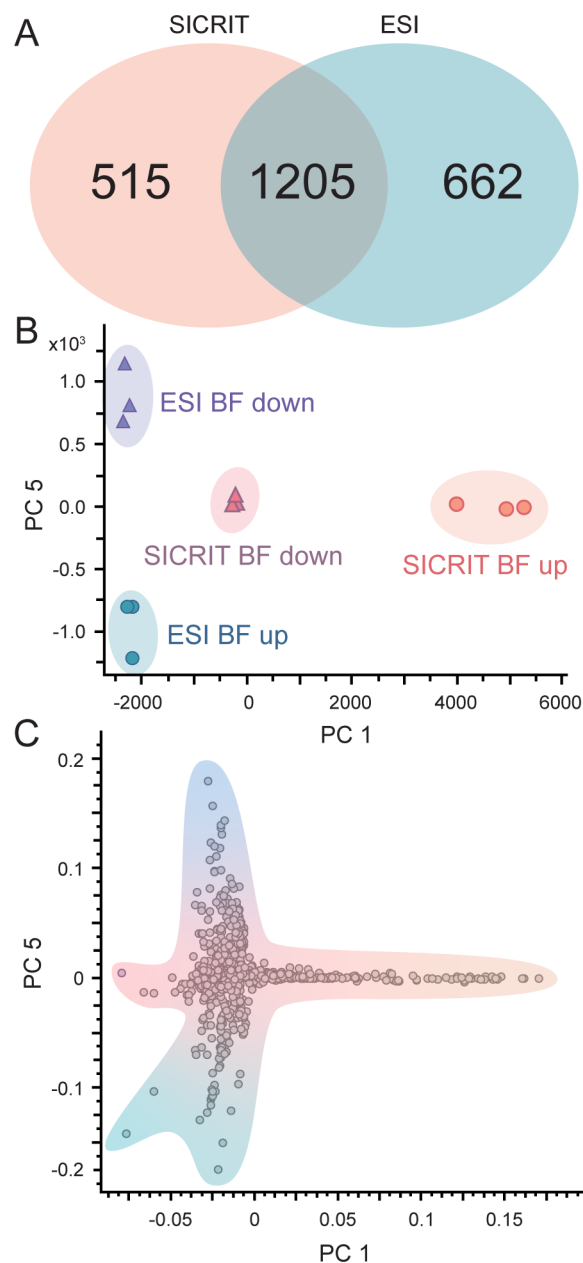 A
SICRIT
ESI
515
1205
662
B
x10³
1.0
0.5
0.0
-0.5
-1.0
PC 5
ESI BF down
SICRIT BF down
SICRIT BF up
ESI BF up
-2000
0
2000
4000
6000
PC 1
C
0.2
0.1
0
-0.1
-0.2
PC 5
-0.05
0
0.05
0.1
0.15
PC 1